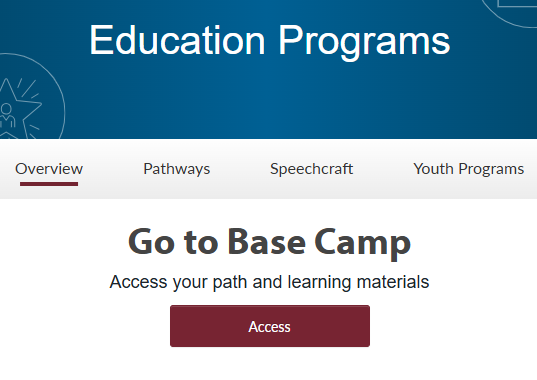 Education Programs
Overview Pathways Speechcraft Youth Programs
Go to Base Camp
Access your path and learning materials
Access